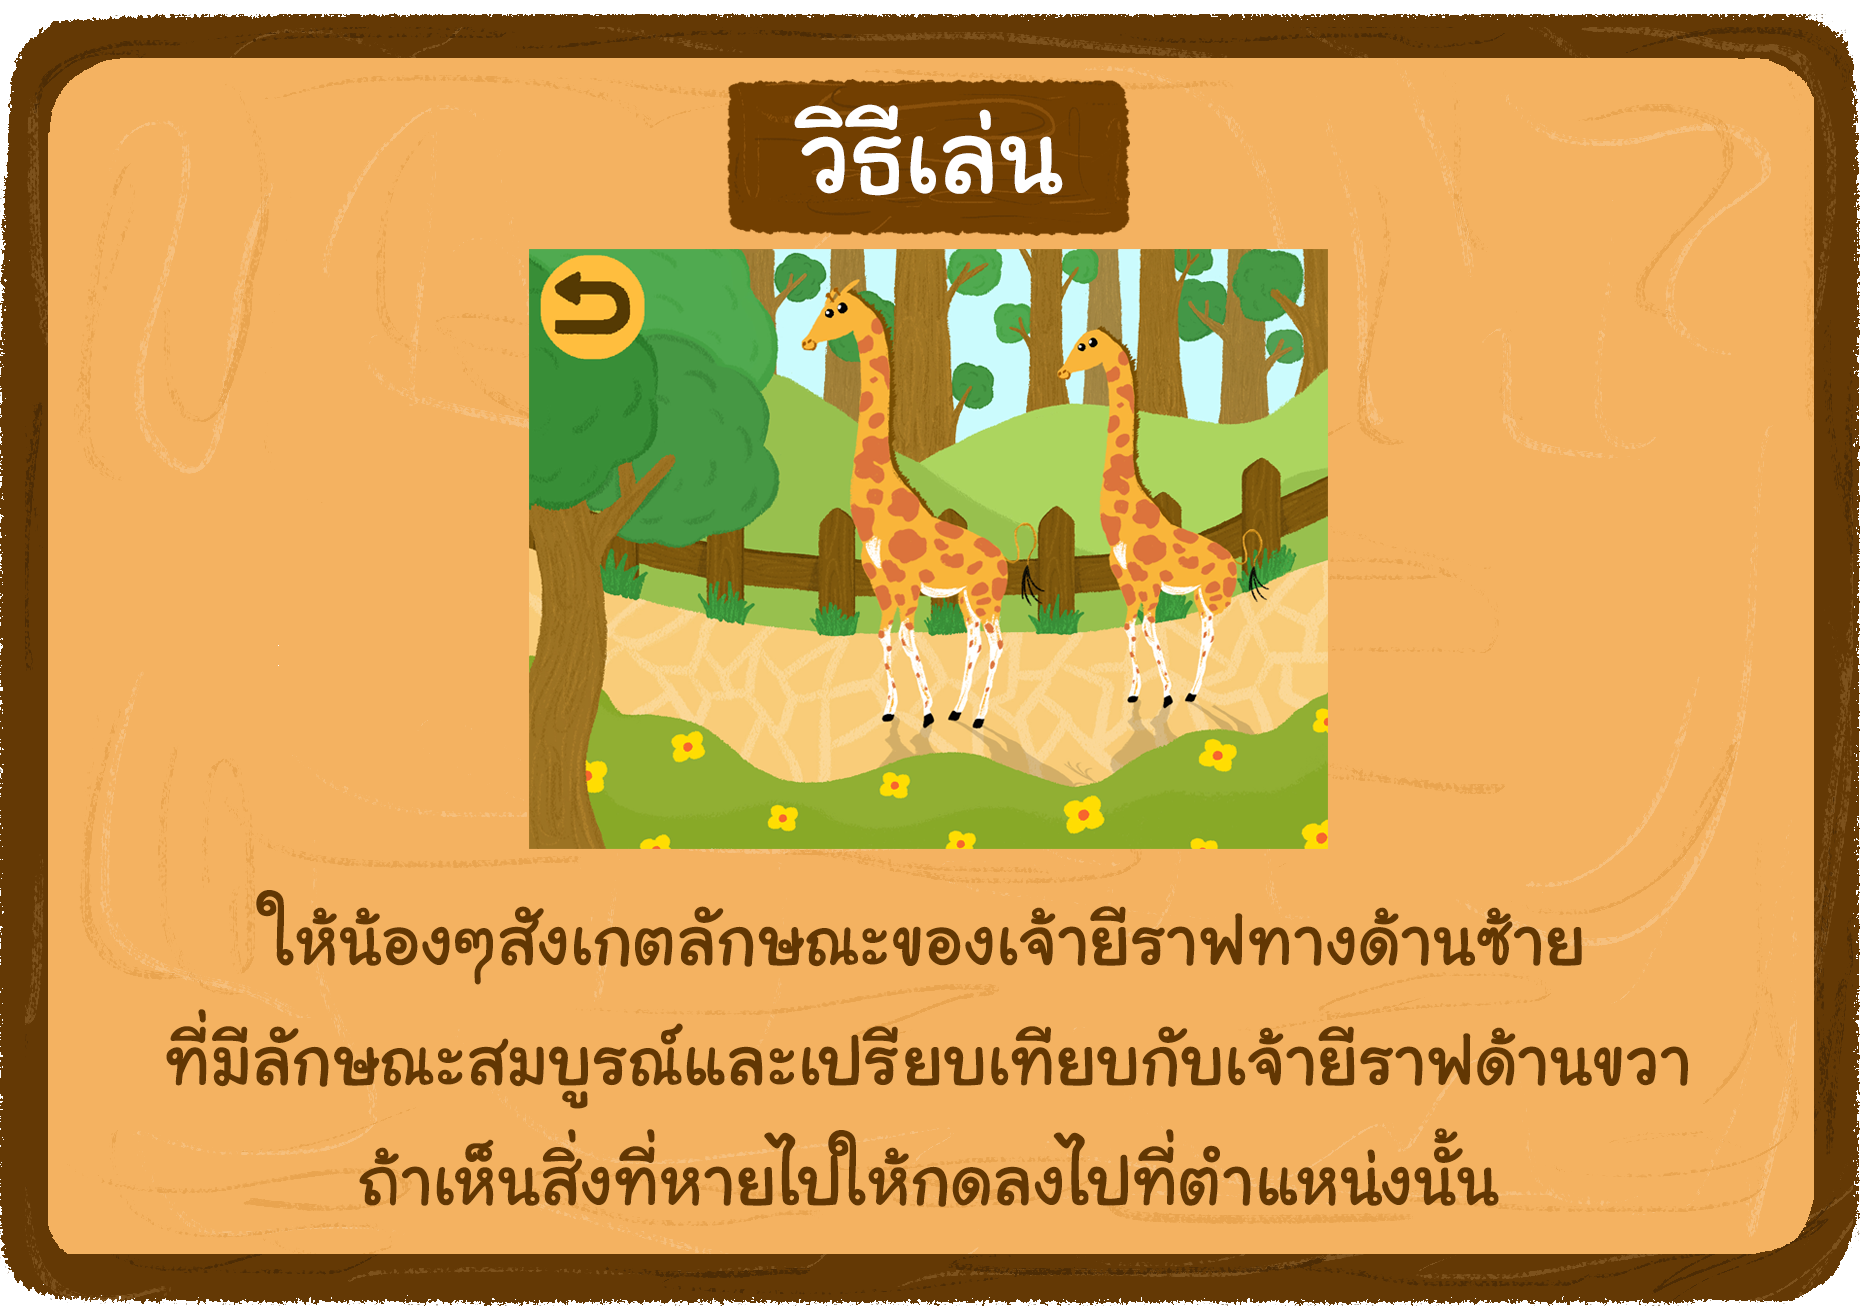 วิธีเล่น
ให้น้องๆสังเกตลักษณะของเจ้ายีราฟทางด้านซ้าย
ที่มีลักษณะสมบูรณ์และเปรียบเทียบกับเจ้ายีราฟด้านขวา
ถ้าเห็นสิ่งที่หายไปให้กดลงไปที่ตำแหน่งนั้น